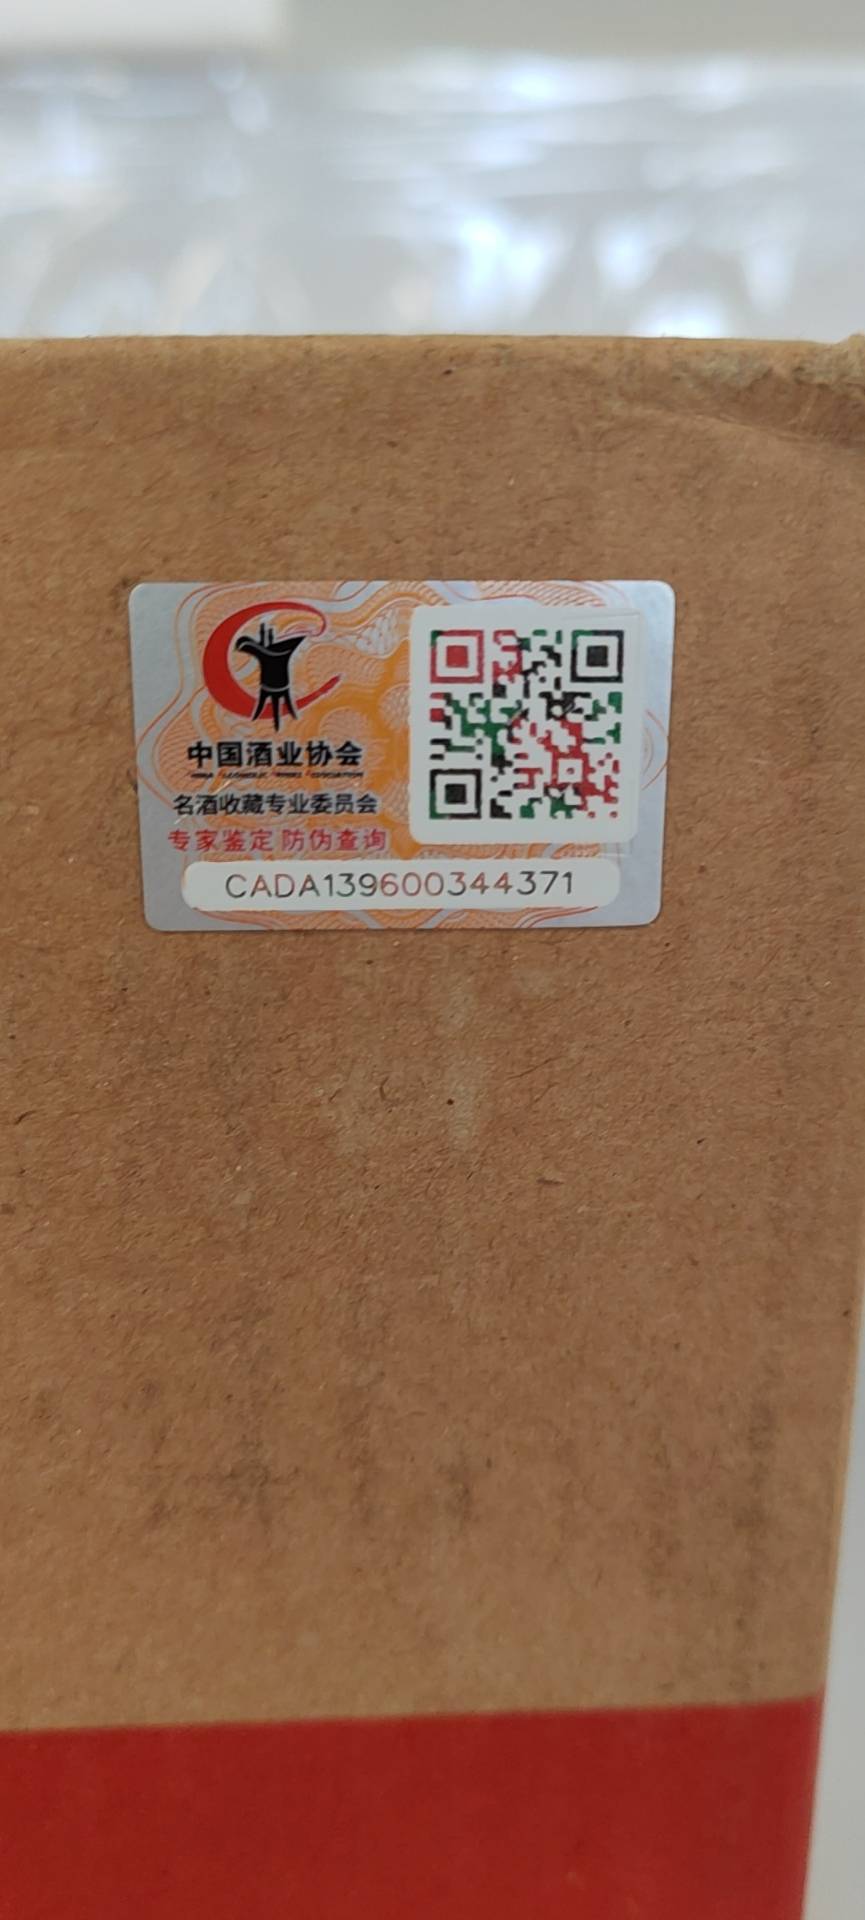 中国酒业协会
名酒收藏专业委员会
专家鉴定 防伪查询
CADA139600344371